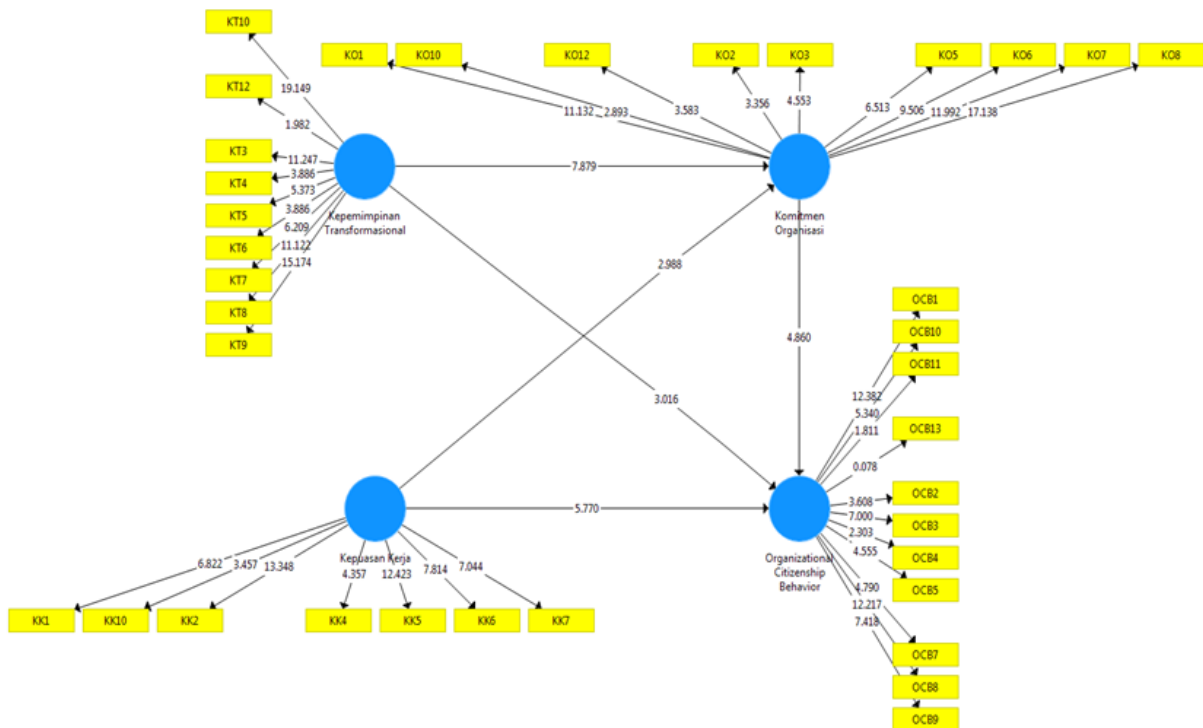 KT10
KO1
KO10
KO12
KO2
KO3
KO5
KO6
KO7
KO8
19.149
KT12
11.132
2.893
3.583
3.356
4.553
6.513
9.506
11.992
17.138
1.982
KT3
11.247
KT4
3.886
KT5
5.373
KT6
3.886
KT7
6.209
KT8
11.122
KT9
15.174
7.879
Kepemimpinan
Transformasional
Komitmen
Organisasi
2.988
4.860
3.016
5.770
OCB1
OCB10
OCB11
12.382
5.340
1.811
OCB13
0.078
OCB2
3.608
OCB3
7.000
OCB4
2.303
OCB5
4.555
Organizational
Citizenship
Behavior
4.790
12.217
7.418
OCB7
OCB8
OCB9
Kepuasan Kerja
6.822
3.457
13.348
4.357
12.423
7.814
7.044
KK1
KK10
KK2
KK4
KK5
KK6
KK7